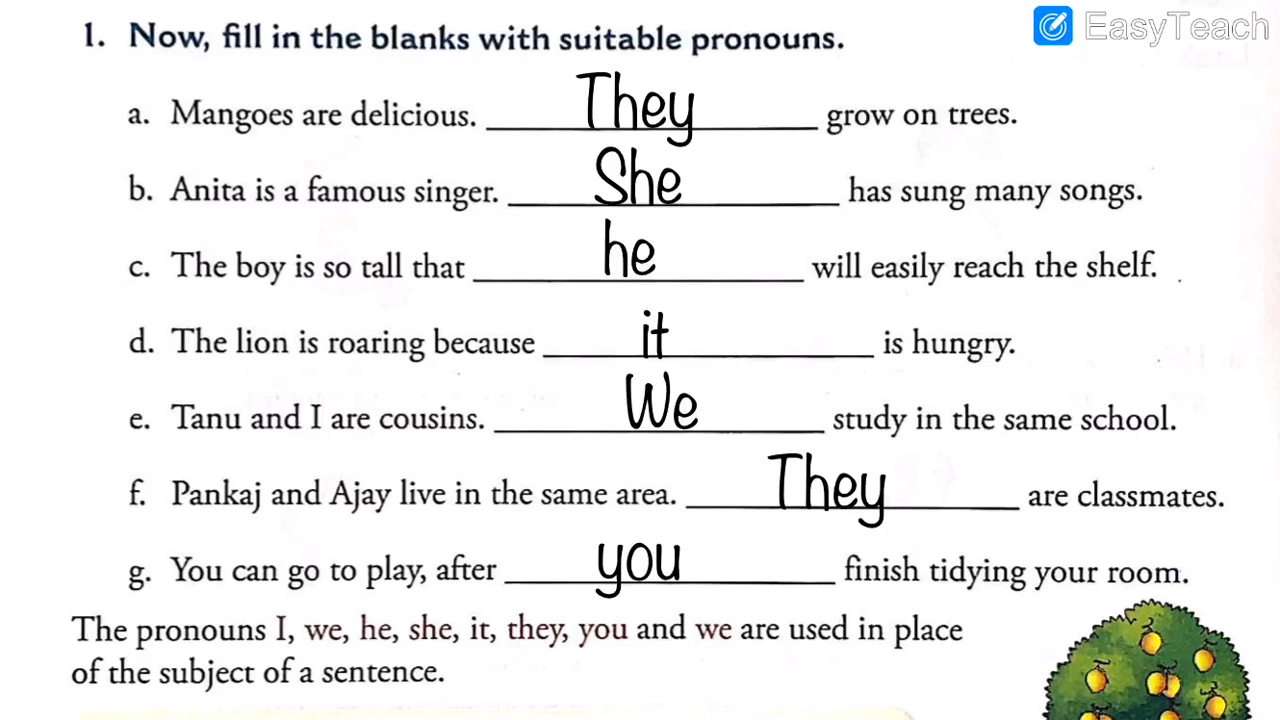 EasyTeach
1. Now, fill in the blanks with suitable pronouns.
a. Mangoes are delicious. They grow on trees.
b. Anita is a famous singer. She has sung many songs.
c. The boy is so tall that he will easily reach the shelf.
d. The lion is roaring because it is hungry.
e. Tanu and I are cousins. We study in the same school.
f. Pankaj and Ajay live in the same area. They are classmates.
g. You can go to play, after you finish tidying your room.
The pronouns I, we, he, she, it, they, you and we are used in place
of the subject of a sentence.